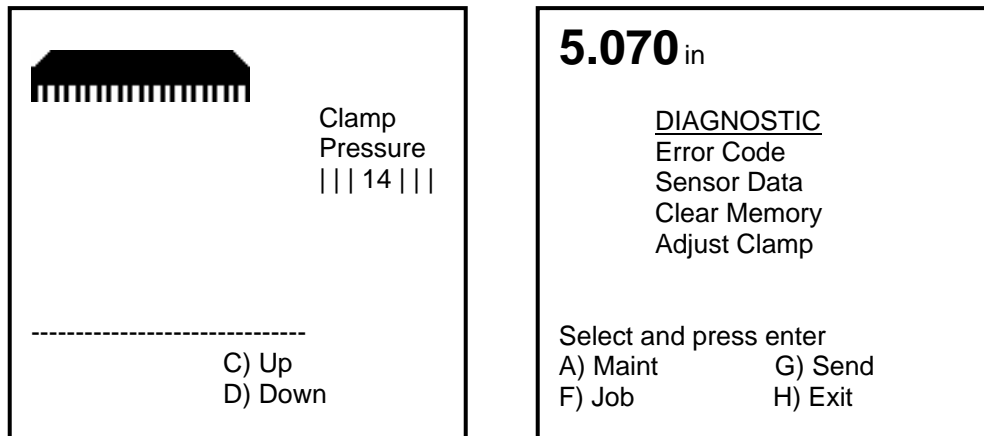 Clamp
Pressure
| | | 14 | | |
------------------------------
C) Up
D) Down
5.070 in
DIAGNOSTIC
Error Code
Sensor Data
Clear Memory
Adjust Clamp
Select and press enter
A) Maint G) Send
F) Job H) Exit